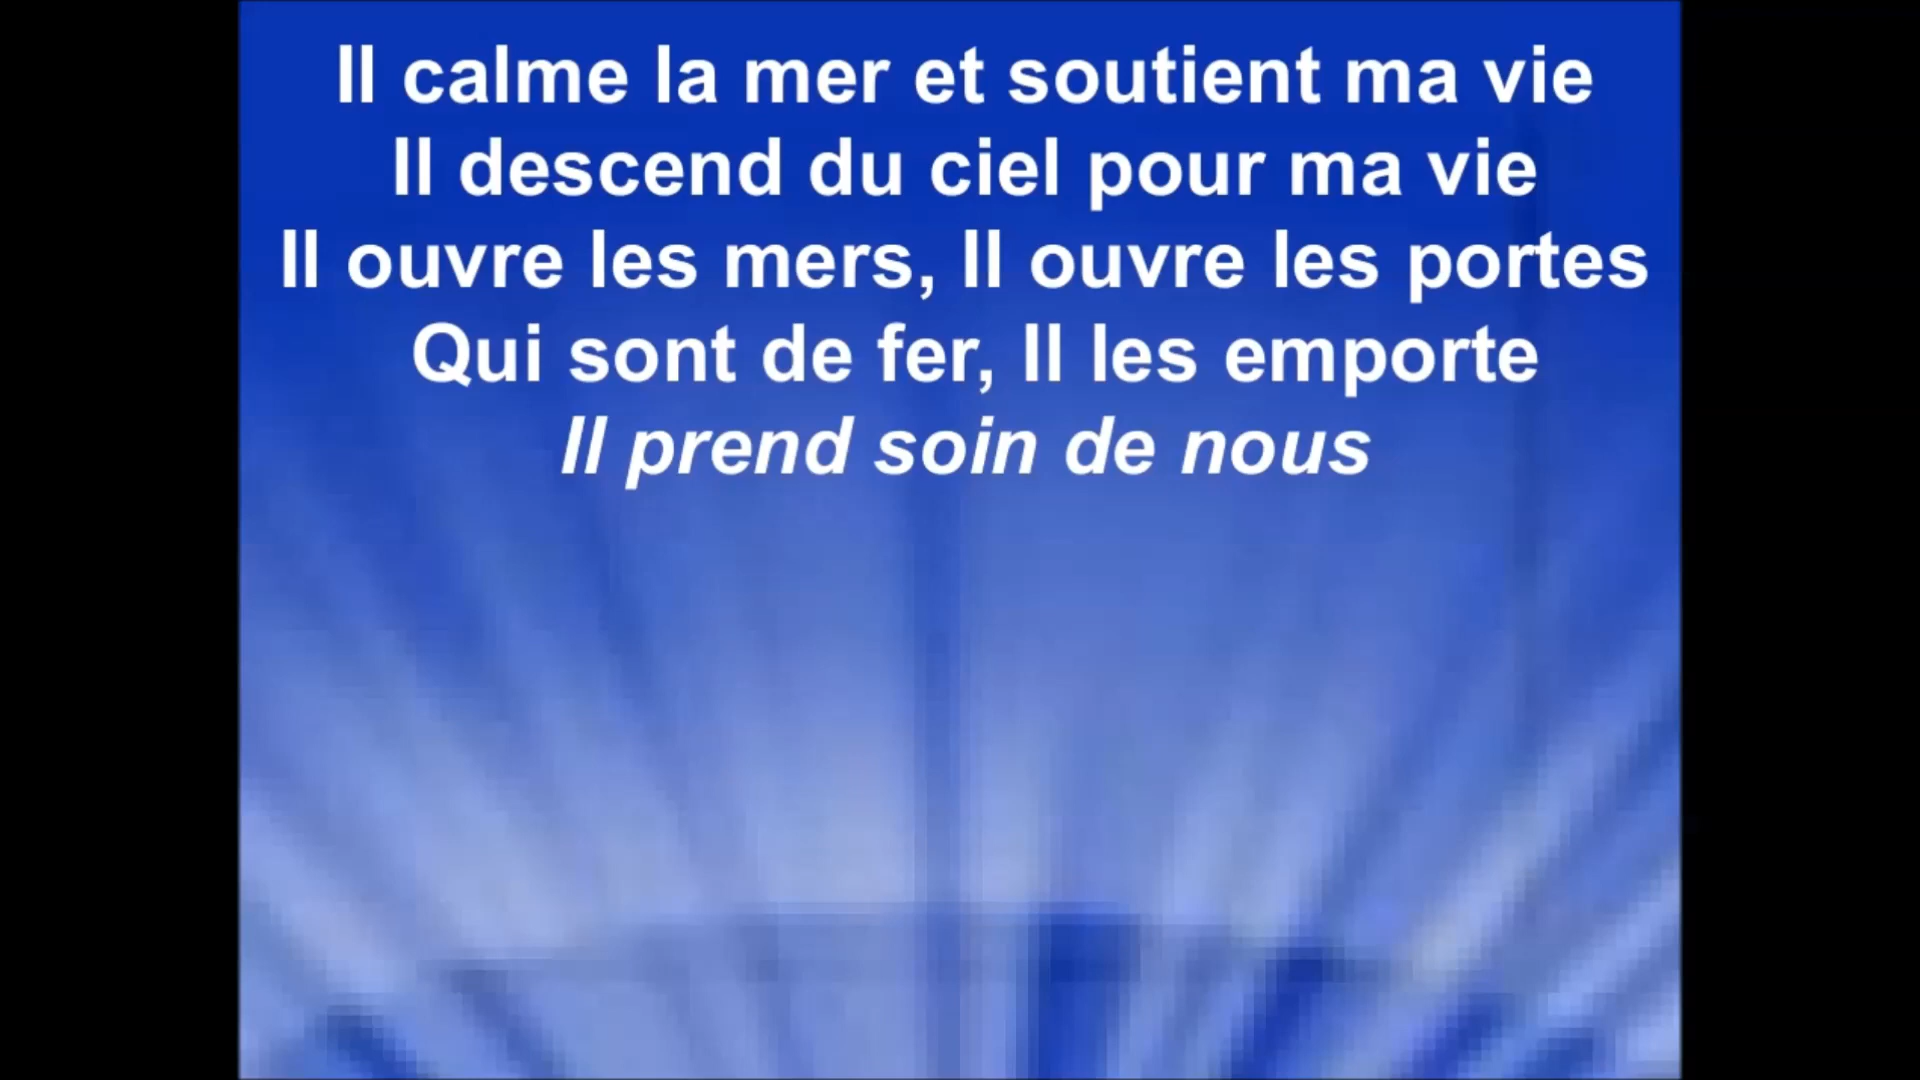 Il calme la mer et soutient ma vie
Il descend du ciel pour ma vie
Il ouvre les mers, Il ouvre les portes
Qui sont de fer, Il les emporte
Il prend soin de nous